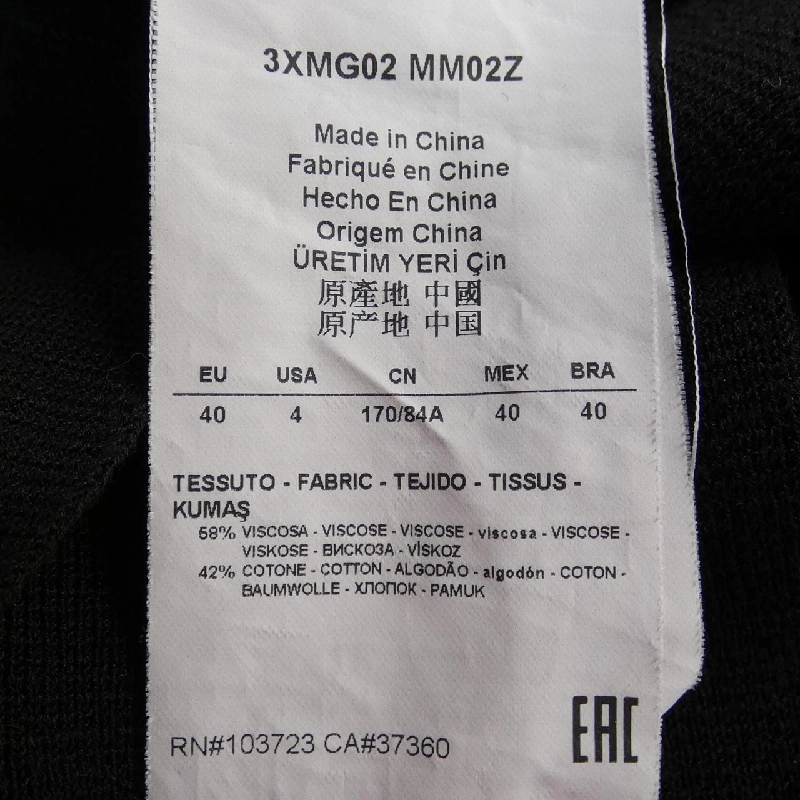 3XMG02 MM02Z
Made in China
Fabriqué en Chine
Hecho En China
Origem China
ÜRETİM YERİ Çin
原產地 中國
原产地 中国
EU USA CN MEX BRA
40 4 170/84A 40 40
TESSUTO - FABRIC - TEJIDO - TISSUS -
KUMAŞ
58% VISCOSA - VISCOSE - VISCOSE - viscosa - VISCOSE -
VISKOSE - ВИСКОЗА - VİSKOZ
42% COTONE - COTTON - ALGODÃO - algodón - COTON -
BAUMWOLLE - ХЛОПОК - PAMUK
RN#103723 CA#37360
EAC